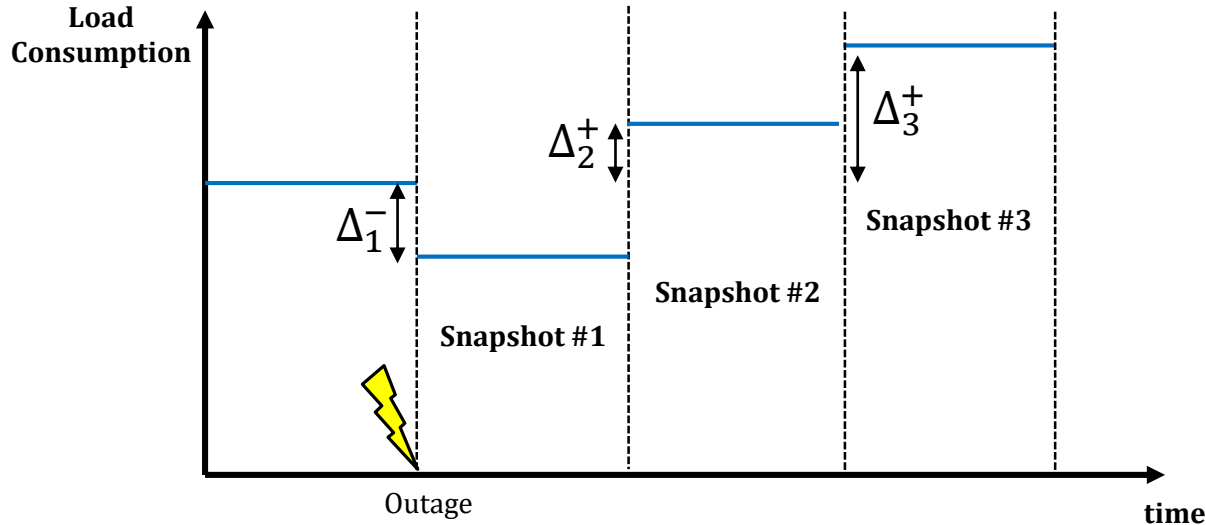 Load
Consumption
Δ₁⁻
Δ₂⁺
Δ₃⁺
Snapshot #3
Snapshot #2
Snapshot #1
Outage
time